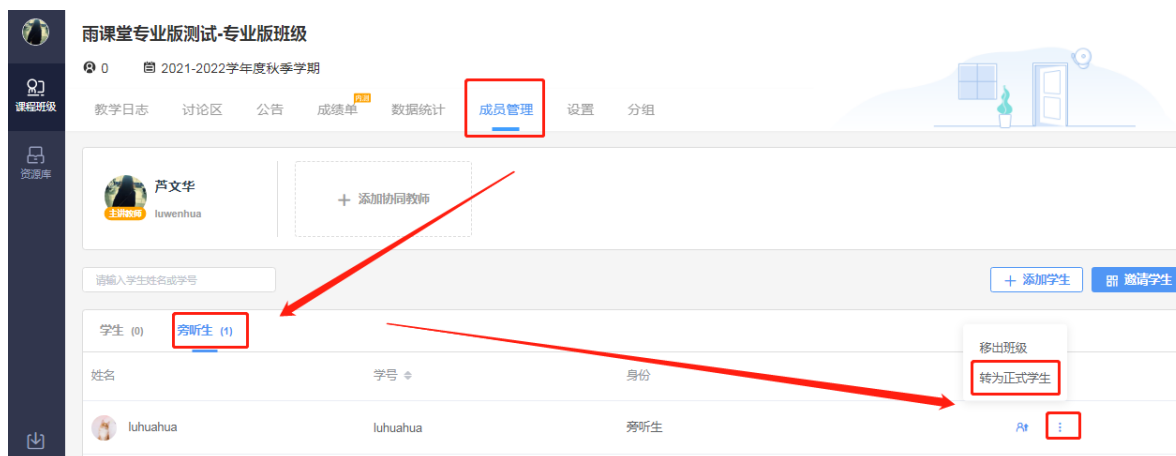 雨课堂专业版测试-专业版班级
0 2021-2022学年度秋季学期
课程班级
教学日志 讨论区 公告 成绩单 内测 数据统计 成员管理 设置 分组
资源库
芦文华
主讲教师 luwenhua
+ 添加协同教师
请输入学生姓名或学号
+ 添加学生 邀请学生
学生 (0) 旁听生 (1)
移出班级
转为正式学生
姓名 学号 身份
luhuahua luhuahua 旁听生